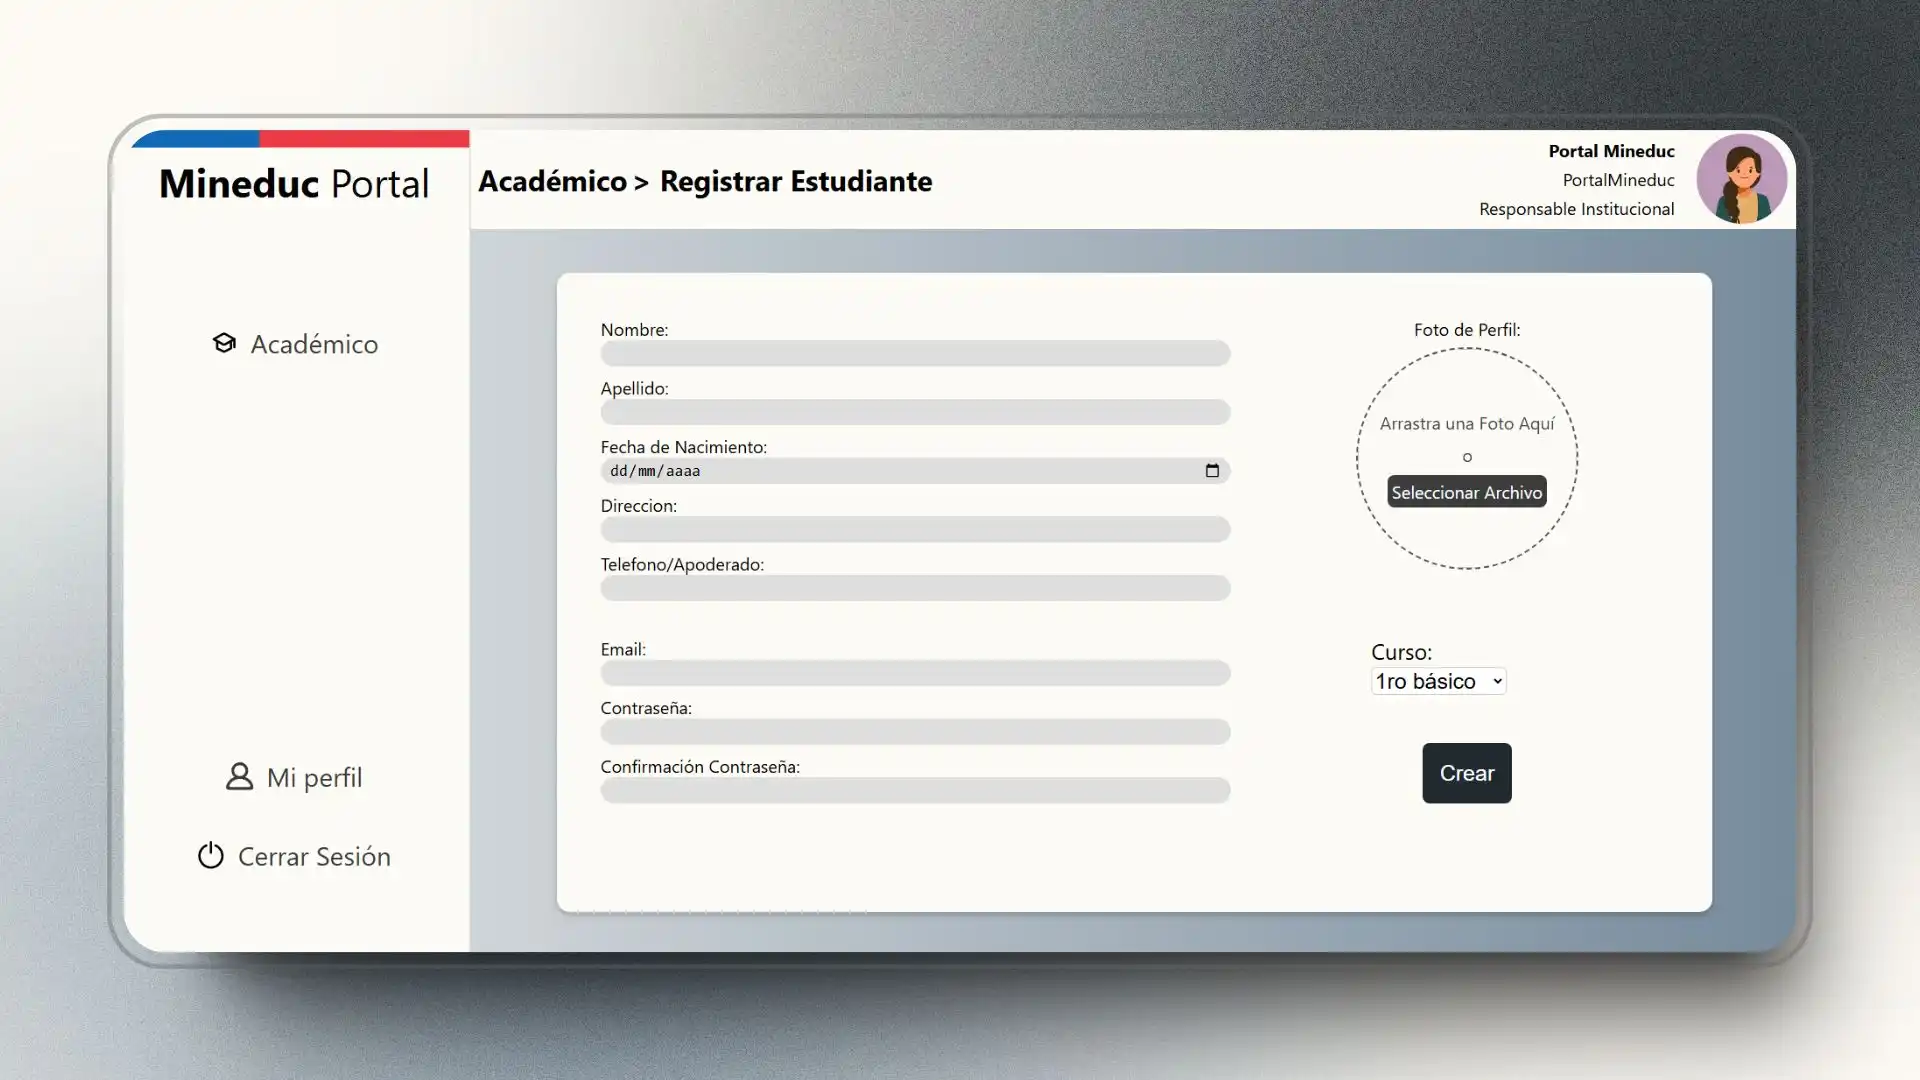 Mineduc Portal
Académico
Mi perfil
Cerrar Sesión
Académico > Registrar Estudiante
Portal Mineduc
PortalMineduc
Responsable Institucional
Nombre:
Apellido:
Fecha de Nacimiento:
dd/mm/aaaa
Direccion:
Telefono/Apoderado:
Email:
Contraseña:
Confirmación Contraseña:
Foto de Perfil:
Arrastra una Foto Aquí
o
Seleccionar Archivo
Curso:
1ro básico
Crear